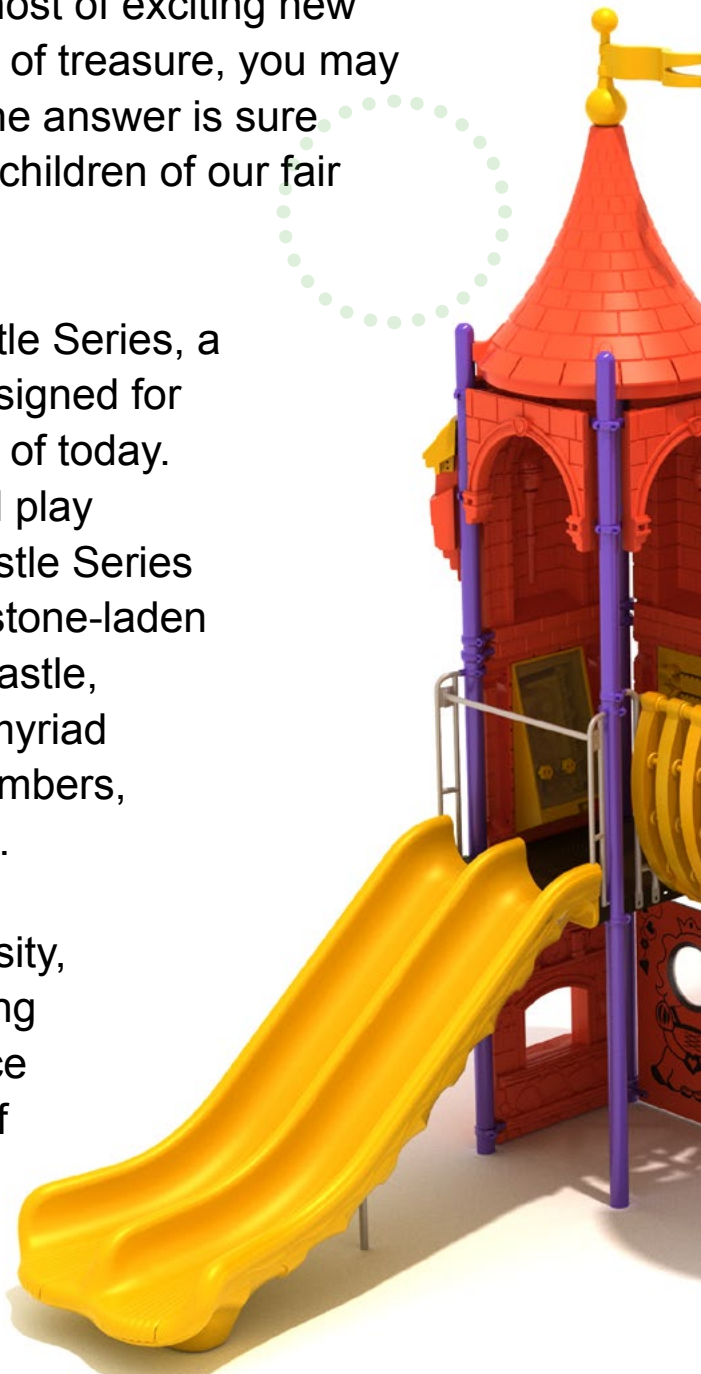 ost of exciting new
of treasure, you may
e answer is sure
children of our fair
tle Series, a
signed for
of today.
play
stle Series
stone-laden
astle,
yriad
mbers,
.
sity,
ng
ce
f